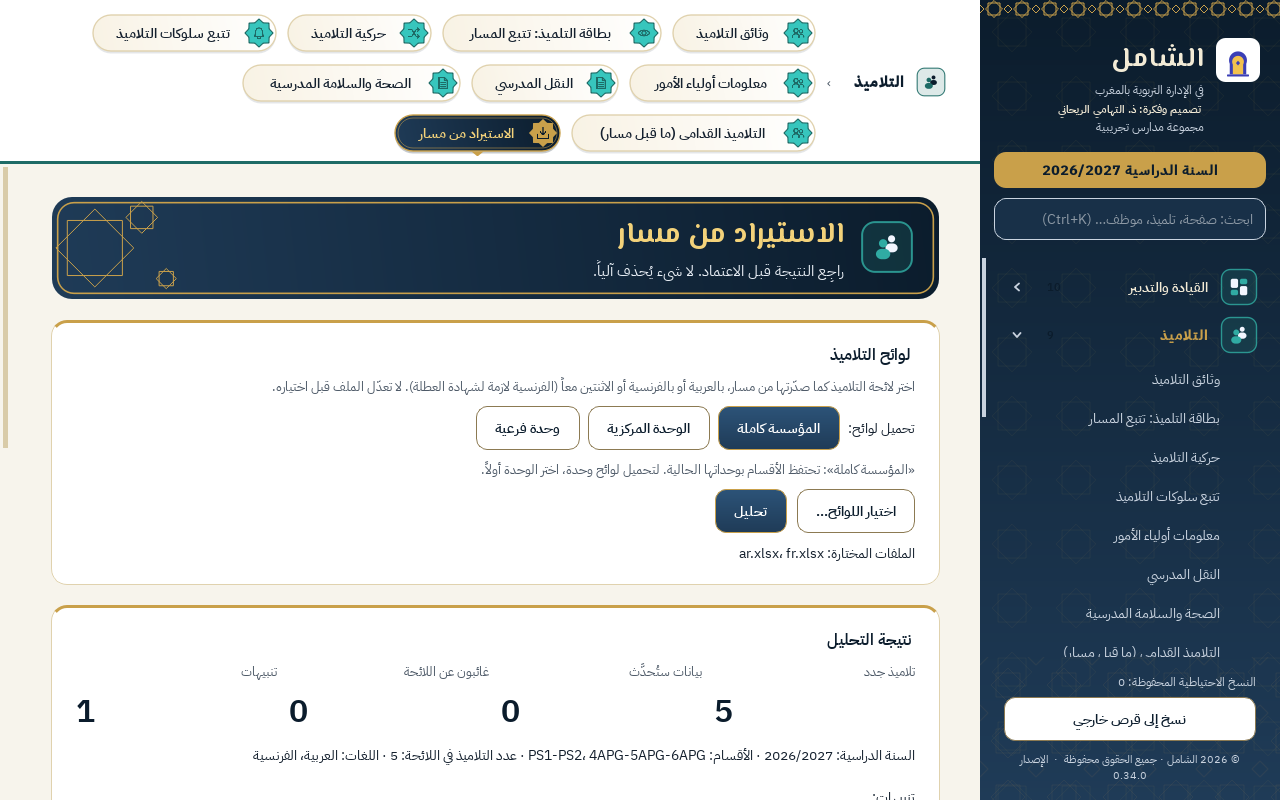 الشامل
في الإدارة التربوية بالمغرب
تصميم وفكرة: ذ. التهامي الريحاني
مجموعة مدارس تجريبية
السنة الدراسية 2026/2027
ابحث: صفحة، تلميذ، موظف... (Ctrl+K)
القيادة والتدبير 10
التلاميذ 9
وثائق التلاميذ
بطاقة التلميذ: تتبع المسار
حركية التلاميذ
تتبع سلوكات التلاميذ
معلومات أولياء الأمور
النقل المدرسي
الصحة والسلامة المدرسية
التلاميذ القدامى (ما قبل مسار)
النسخ الاحتياطية المحفوظة: 0
نسخ إلى قرص خارجي
© 2026 الشامل · جميع الحقوق محفوظة · الإصدار
0.34.0
التلاميذ ‹
وثائق التلاميذ
بطاقة التلميذ: تتبع المسار
حركية التلاميذ
تتبع سلوكات التلاميذ
معلومات أولياء الأمور
النقل المدرسي
الصحة والسلامة المدرسية
التلاميذ القدامى (ما قبل مسار)
الاستيراد من مسار
الاستيراد من مسار
راجِع النتيجة قبل الاعتماد. لا شيء يُحذف آلياً.
لوائح التلاميذ
اختر لائحة التلاميذ كما صدّرتها من مسار، بالعربية أو بالفرنسية أو الاثنتين معاً (الفرنسية لازمة لشهادة العطلة). لا تعدّل الملف قبل اختياره.
تحميل لوائح: المؤسسة كاملة الوحدة المركزية وحدة فرعية
«المؤسسة كاملة»: تحتفظ الأقسام بوحداتها الحالية. لتحميل لوائح وحدة، اختر الوحدة أولاً.
اختيار اللوائح... تحليل
الملفات المختارة: ar.xlsx، fr.xlsx
نتيجة التحليل
تلاميذ جدد بيانات ستُحدَّث غائبون عن اللائحة تنبيهات
5 0 0 1
السنة الدراسية: 2026/2027 · الأقسام: PS1-PS2، 4APG-5APG-6APG · عدد التلاميذ في اللائحة: 5 · اللغات: العربية، الفرنسية
تنبيهات: